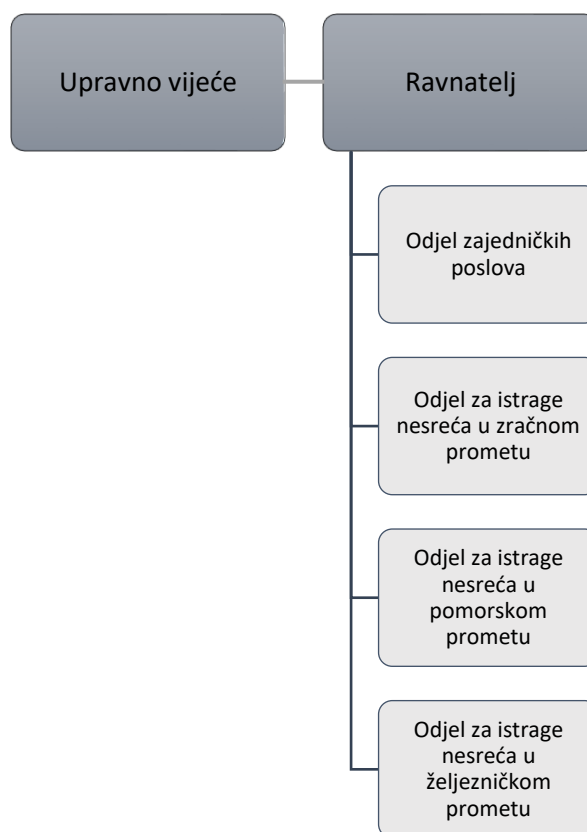 Upravno vijeće
Ravnatelj
Odjel zajedničkih
poslova
Odjel za istrage
nesreća u zračnom
prometu
Odjel za istrage
nesreća u
pomorskom
prometu
Odjel za istrage
nesreća u
željezničkom
prometu